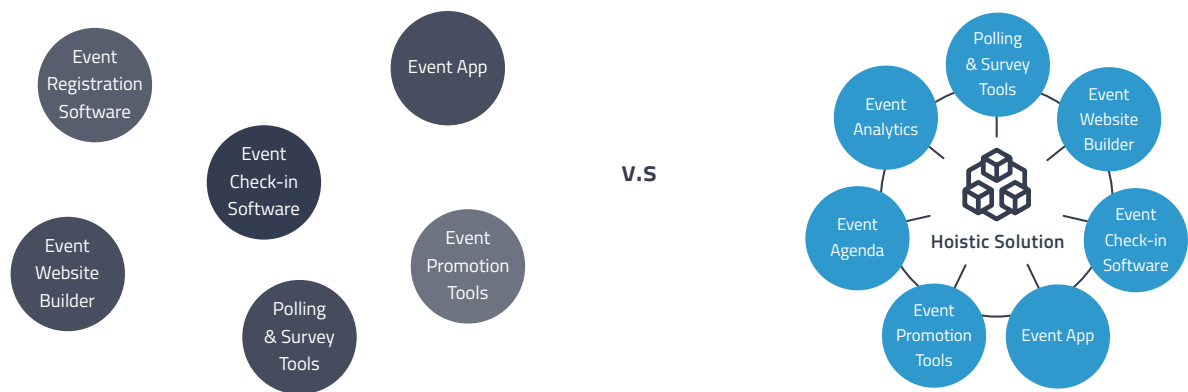 Event
Registration
Software
Event App
Event
Check-in
Software
Event
Website
Builder
Event
Promotion
Tools
Polling
& Survey
Tools
v.s
Polling
& Survey
Tools
Event
Analytics
Event
Website
Builder
Event
Agenda
Hoistic Solution
Event
Check-in
Software
Event
Promotion
Tools
Event App